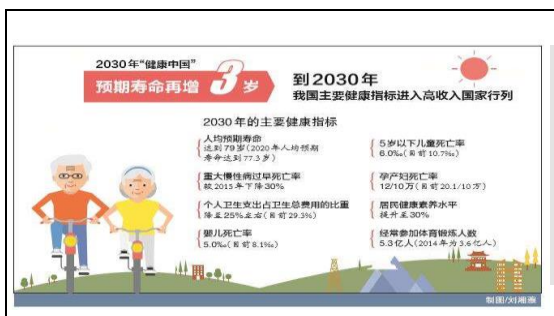 2030年“健康中国”
预期寿命再增3岁
到2030年
我国主要健康指标进入高收入国家行列
2030年的主要健康指标
人均预期寿命
达到79岁(2020年人均预期
寿命达到77.3岁)
重大慢性病过早死亡率
较2015年下降30%
个人卫生支出占卫生总费用的比重
降至25%左右(目前29.3%)
婴儿死亡率
5.0‰(目前8.1‰)
5岁以下儿童死亡率
6.0‰(目前10.7‰)
孕产妇死亡率
12/10万(目前20.1/10万)
居民健康素养水平
提升至30%
经常参加体育锻炼人数
5.3亿人(2014年为3.6亿人)
制图/刘湘